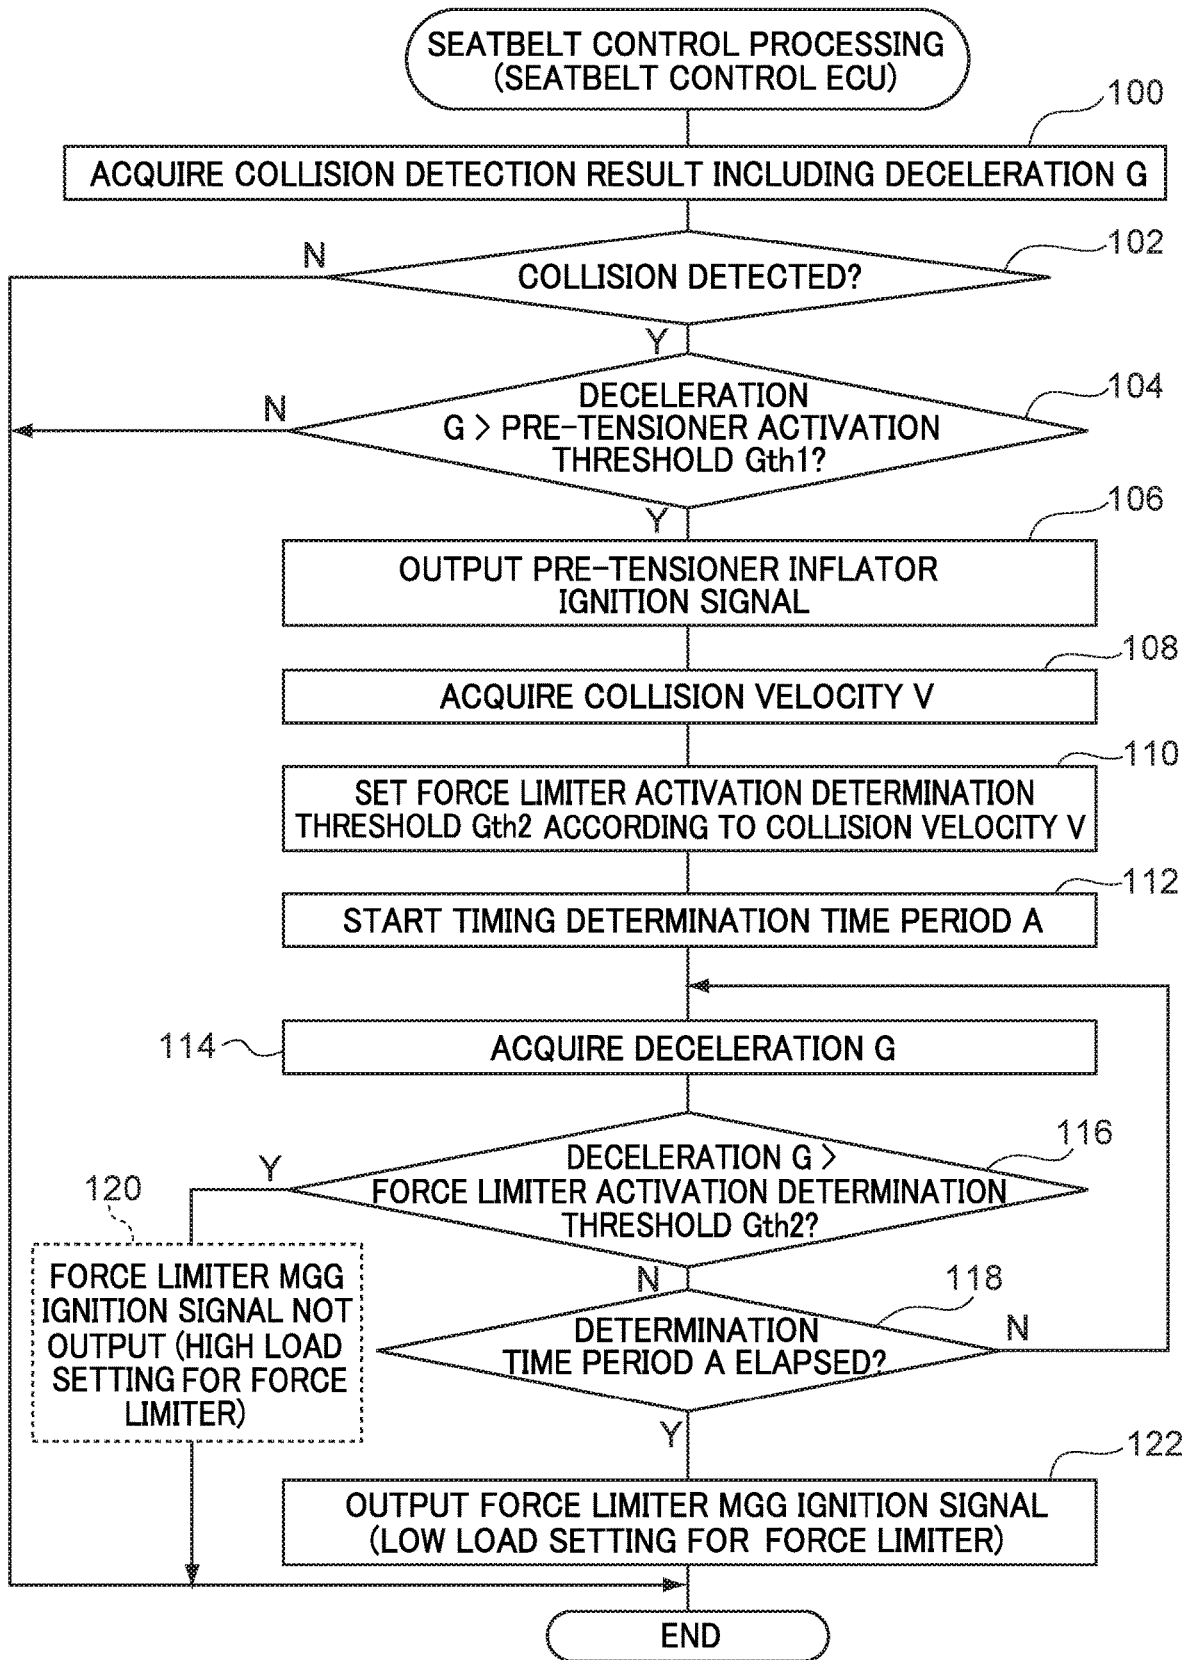 SEATBELT CONTROL PROCESSING
(SEATBELT CONTROL ECU)
100
ACQUIRE COLLISION DETECTION RESULT INCLUDING DECELERATION G
102
N
COLLISION DETECTED?
Y
104
N
DECELERATION
G > PRE-TENSIONER ACTIVATION
THRESHOLD Gth1?
Y
106
OUTPUT PRE-TENSIONER INFLATOR
IGNITION SIGNAL
108
ACQUIRE COLLISION VELOCITY V
110
SET FORCE LIMITER ACTIVATION DETERMINATION
THRESHOLD Gth2 ACCORDING TO COLLISION VELOCITY V
112
START TIMING DETERMINATION TIME PERIOD A
114
ACQUIRE DECELERATION G
116
Y
DECELERATION G >
FORCE LIMITER ACTIVATION DETERMINATION
THRESHOLD Gth2?
N
120
FORCE LIMITER MGG
IGNITION SIGNAL NOT
OUTPUT (HIGH LOAD
SETTING FOR FORCE
LIMITER)
118
DETERMINATION
TIME PERIOD A ELAPSED?
N
Y
122
OUTPUT FORCE LIMITER MGG IGNITION SIGNAL
(LOW LOAD SETTING FOR FORCE LIMITER)
END